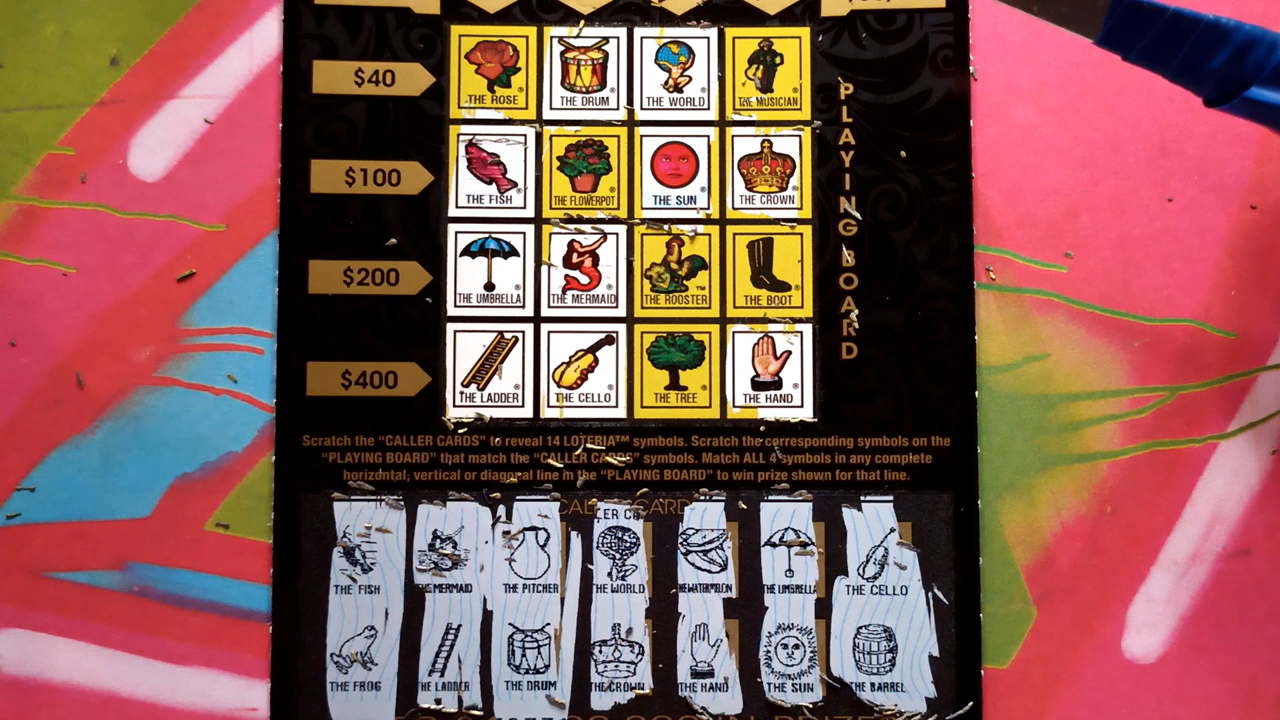 $40
THE ROSE
THE DRUM
THE WORLD
THE MUSICIAN
$100
THE FISH
THE FLOWERPOT
THE SUN
THE CROWN
$200
THE UMBRELLA
THE MERMAID
THE ROOSTER
THE BOOT
$400
THE LADDER
THE CELLO
THE TREE
THE HAND
PLAYING BOARD
Scratch the “CALLER CARDS” to reveal 14 LOTERIA™ symbols. Scratch the corresponding symbols on the
“PLAYING BOARD” that match the “CALLER CARDS” symbols. Match ALL 4 symbols in any complete
horizontal, vertical or diagonal line in the “PLAYING BOARD” to win prize shown for that line.
THE FISH
THE MERMAID
THE PITCHER
THE WORLD
THE WATERMELON
THE UMBRELLA
THE CELLO
THE FROG
THE LADDER
THE DRUM
THE CROWN
THE HAND
THE SUN
THE BARREL